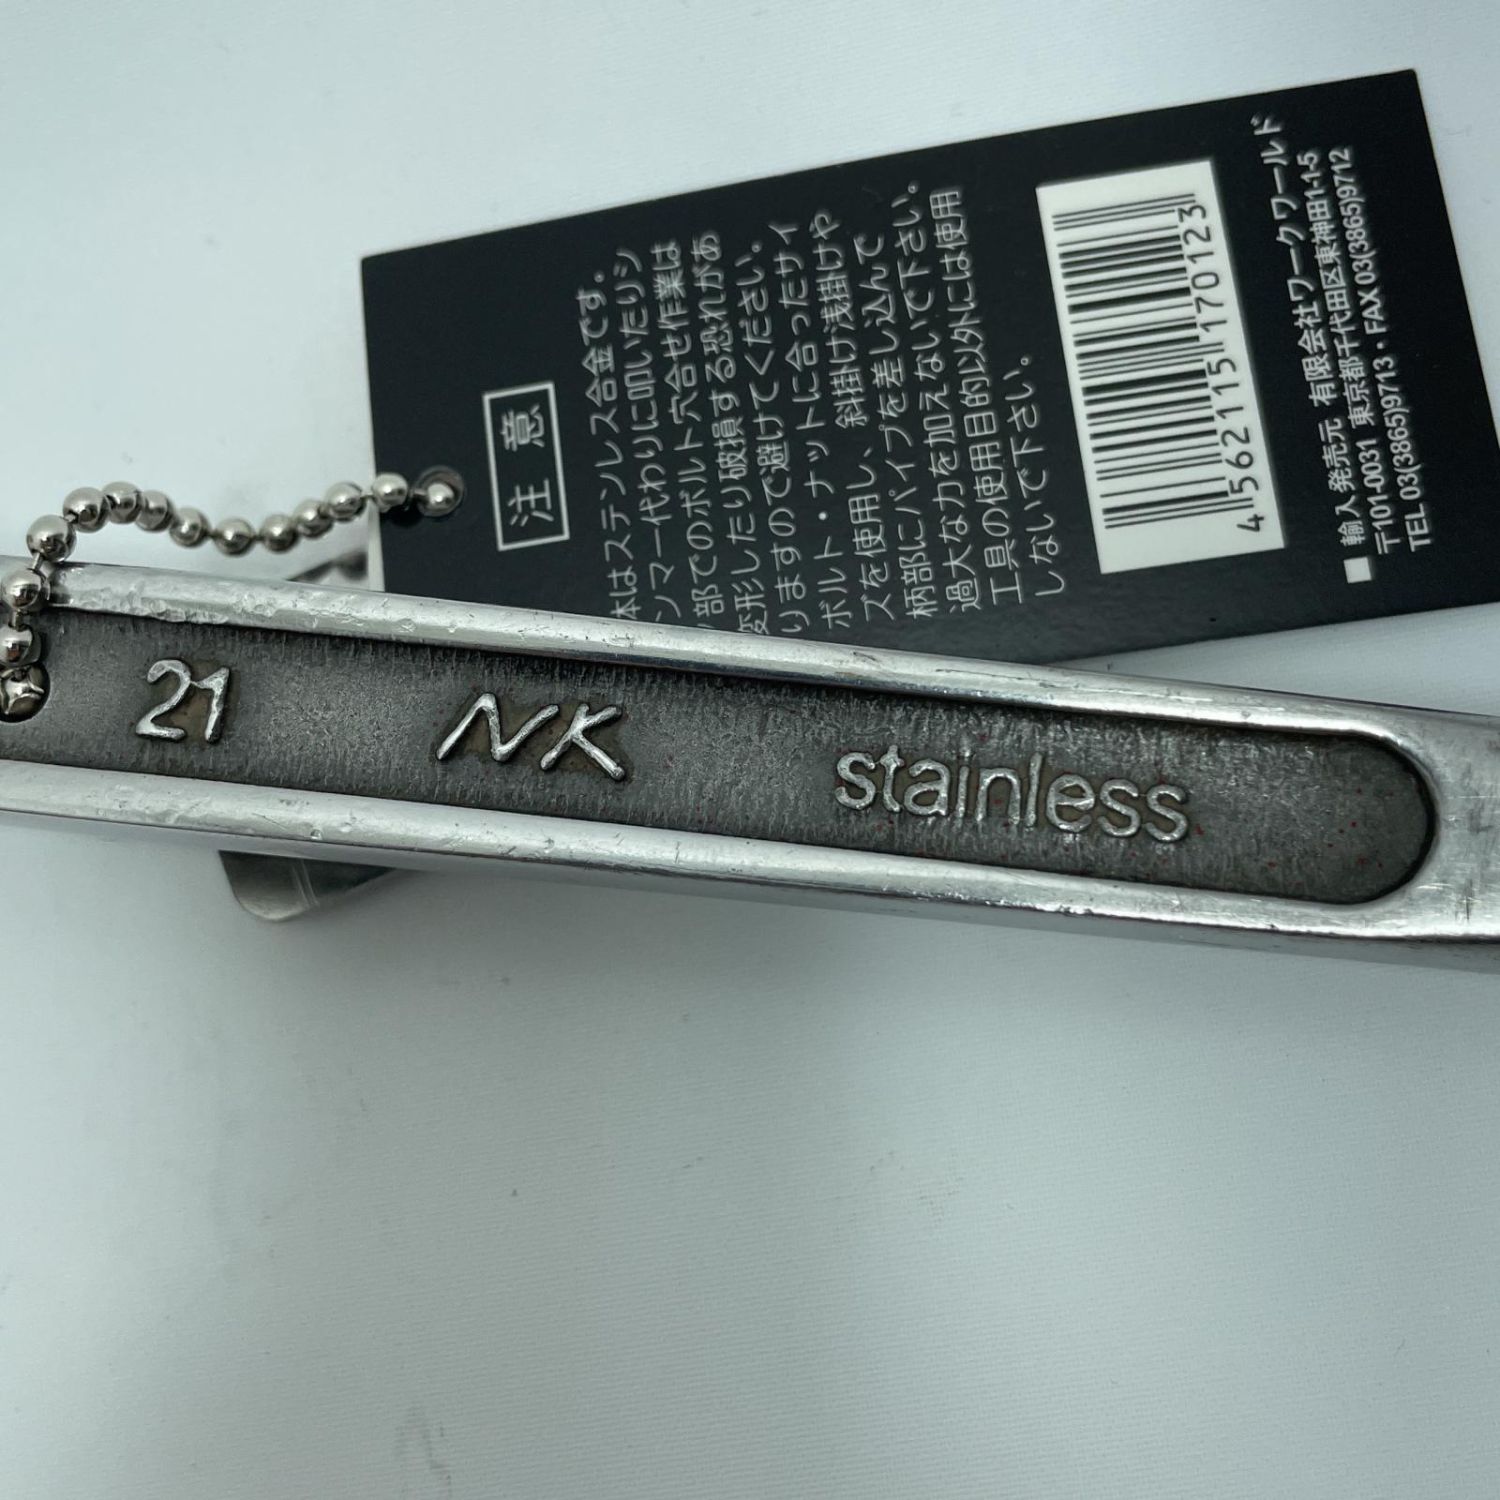 21 NK stainless
注意
体はステンレス合金です。
ンマー代わりに叩いたりシ
部でのボルト穴合せ作業は
変形したり破損する恐れがあ
りますので避けてください。
ボルト・ナットに合ったサイ
ズを使用し、斜掛け浅掛けや
柄部にパイプを差し込んで
過大な力を加えないで下さい。
工具の使用目的以外には使用
しないで下さい。
4562115170123
■ 輸入発売元 有限会社ワークワールド
〒101-0031 東京都千代田区東神田1-1-5
TEL 03(3865)9713・FAX 03(3865)9712